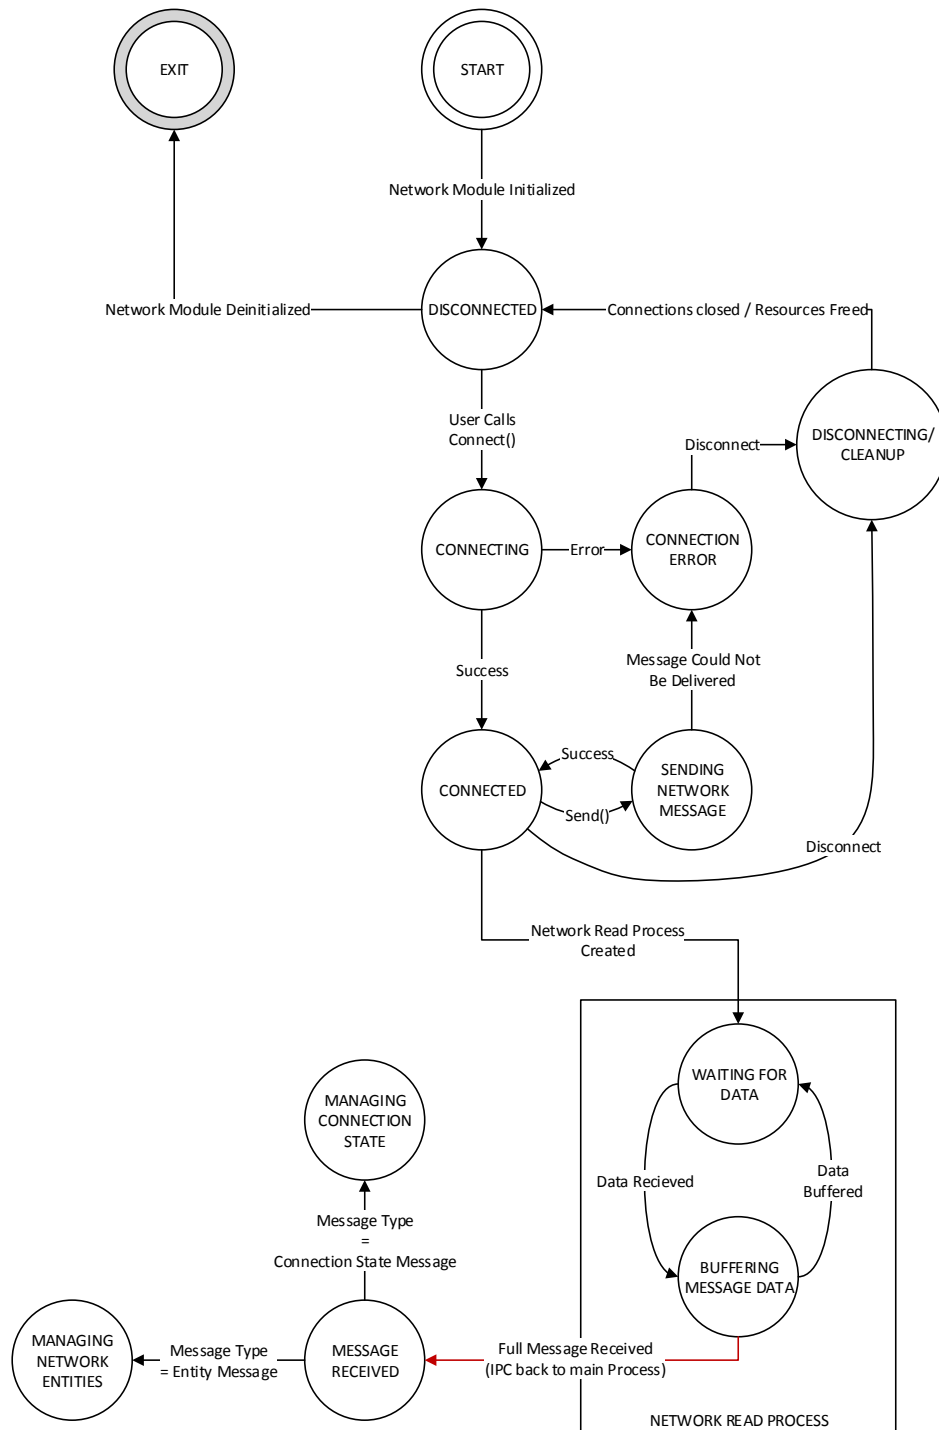 EXIT
START
Network Module Initialized
DISCONNECTED
Network Module Deinitialized
Connections closed / Resources Freed
User Calls
Connect()
Disconnect
DISCONNECTING/
CLEANUP
CONNECTING
Error
CONNECTION
ERROR
Success
Message Could Not
Be Delivered
CONNECTED
Success
Send()
SENDING
NETWORK
MESSAGE
Disconnect
Network Read Process
Created
WAITING FOR
DATA
MANAGING
CONNECTION
STATE
Data Recieved
Data
Buffered
Message Type
=
Connection State Message
BUFFERING
MESSAGE DATA
MANAGING
NETWORK
ENTITIES
Message Type
= Entity Message
MESSAGE
RECEIVED
Full Message Received
(IPC back to main Process)
NETWORK READ PROCESS